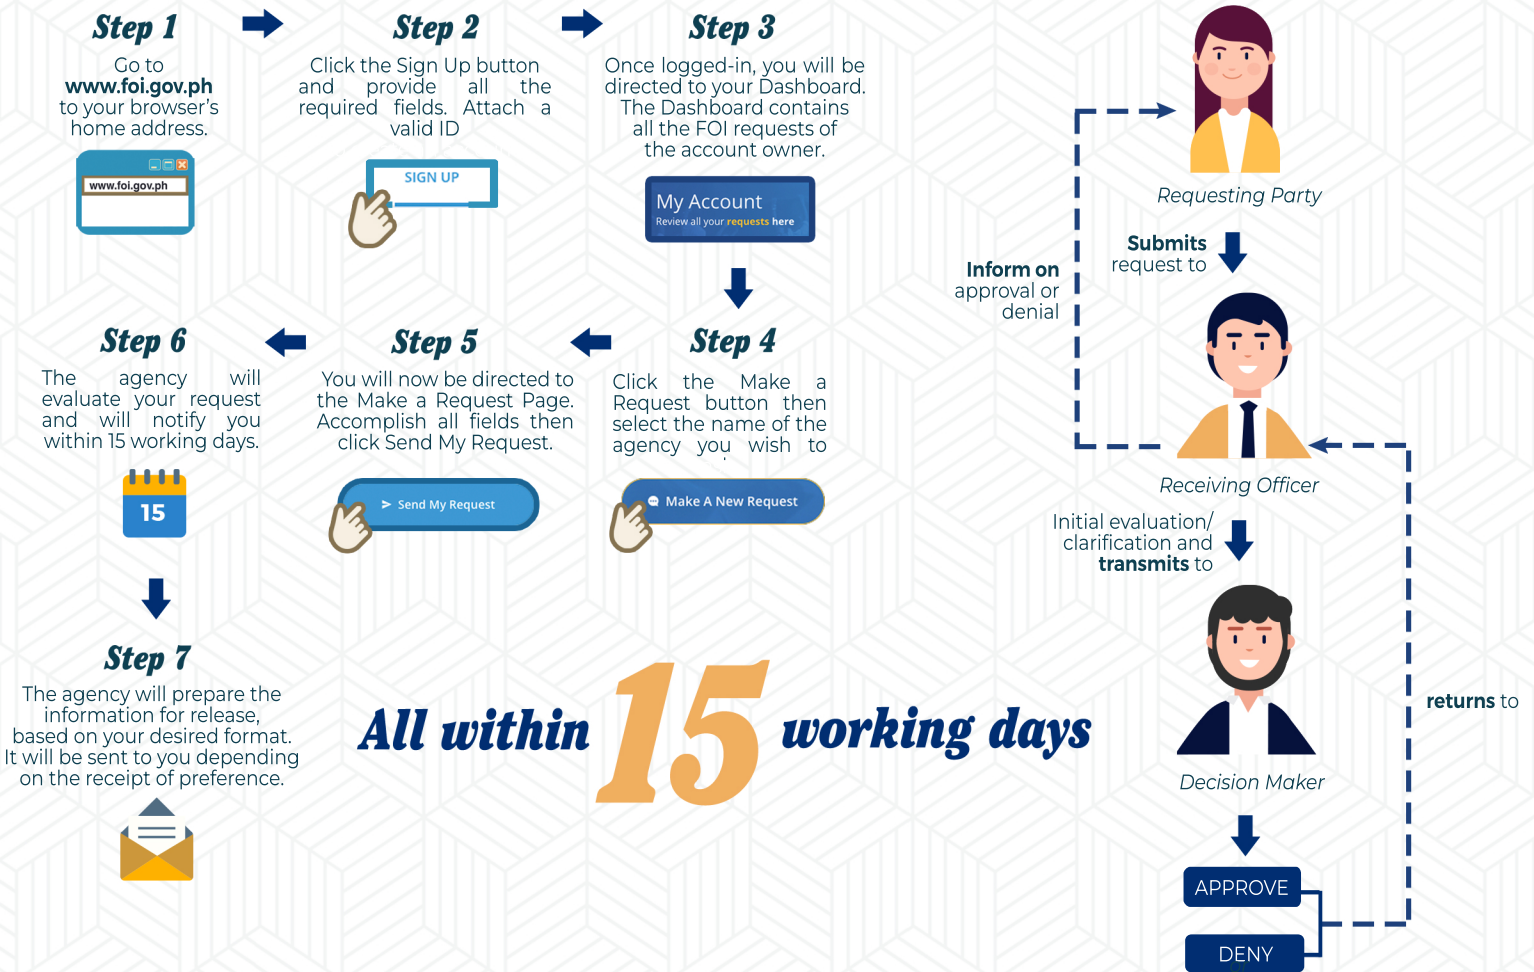 Step 1
Go to
www.foi.gov.ph
to your browser's
home address.
www.foi.gov.ph
Step 2
Click the Sign Up button
and provide all the
required fields. Attach a
valid ID
SIGN UP
Step 3
Once logged-in, you will be
directed to your Dashboard.
The Dashboard contains
all the FOI requests of
the account owner.
My Account
Review all your requests here
Step 4
Click the Make a
Request button then
select the name of the
agency you wish to
Make A New Request
Step 5
You will now be directed to
the Make a Request Page.
Accomplish all fields then
click Send My Request.
Send My Request
Step 6
The agency will
evaluate your request
and will notify you
within 15 working days.
15
Step 7
The agency will prepare the
information for release,
based on your desired format.
It will be sent to you depending
on the receipt of preference.
All within 15 working days
Requesting Party
Submits
request to
Inform on
approval or
denial
Receiving Officer
Initial evaluation/
clarification and
transmits to
Decision Maker
returns to
APPROVE
DENY